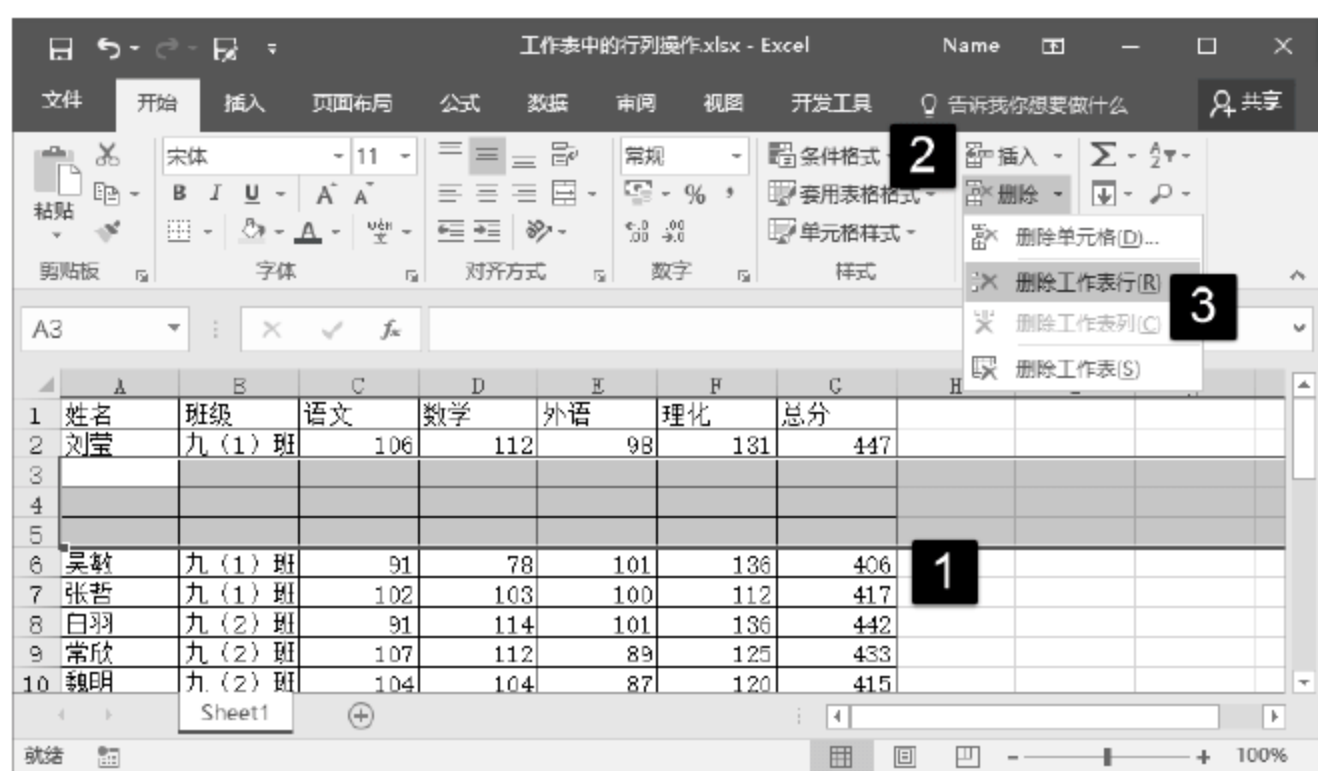 工作表中的行列操作.xlsx - Excel Name
文件 开始 插入 页面布局 公式 数据 审阅 视图 开发工具 告诉我你想要做什么 共享
宋体 11 常规 条件格式 2 插入
粘贴 B I U A A % 套用表格格式 删除
A wén 文 .00 单元格样式 删除单元格(D)...
剪贴板 字体 对齐方式 数字 样式 删除工作表行(R) 3
A3 fx 删除工作表列(C)
删除工作表(S)
A B C D E F G H
1 姓名 班级 语文 数学 外语 理化 总分
2 刘莹 九（1）班 106 112 98 131 447
3
4
5
6 吴敏 九（1）班 91 78 101 136 406 1
7 张哲 九（1）班 102 103 100 112 417
8 白羽 九（2）班 91 114 101 136 442
9 常欣 九（2）班 107 112 89 125 433
10 魏明 九（2）班 104 104 87 120 415
Sheet1
就绪 100%